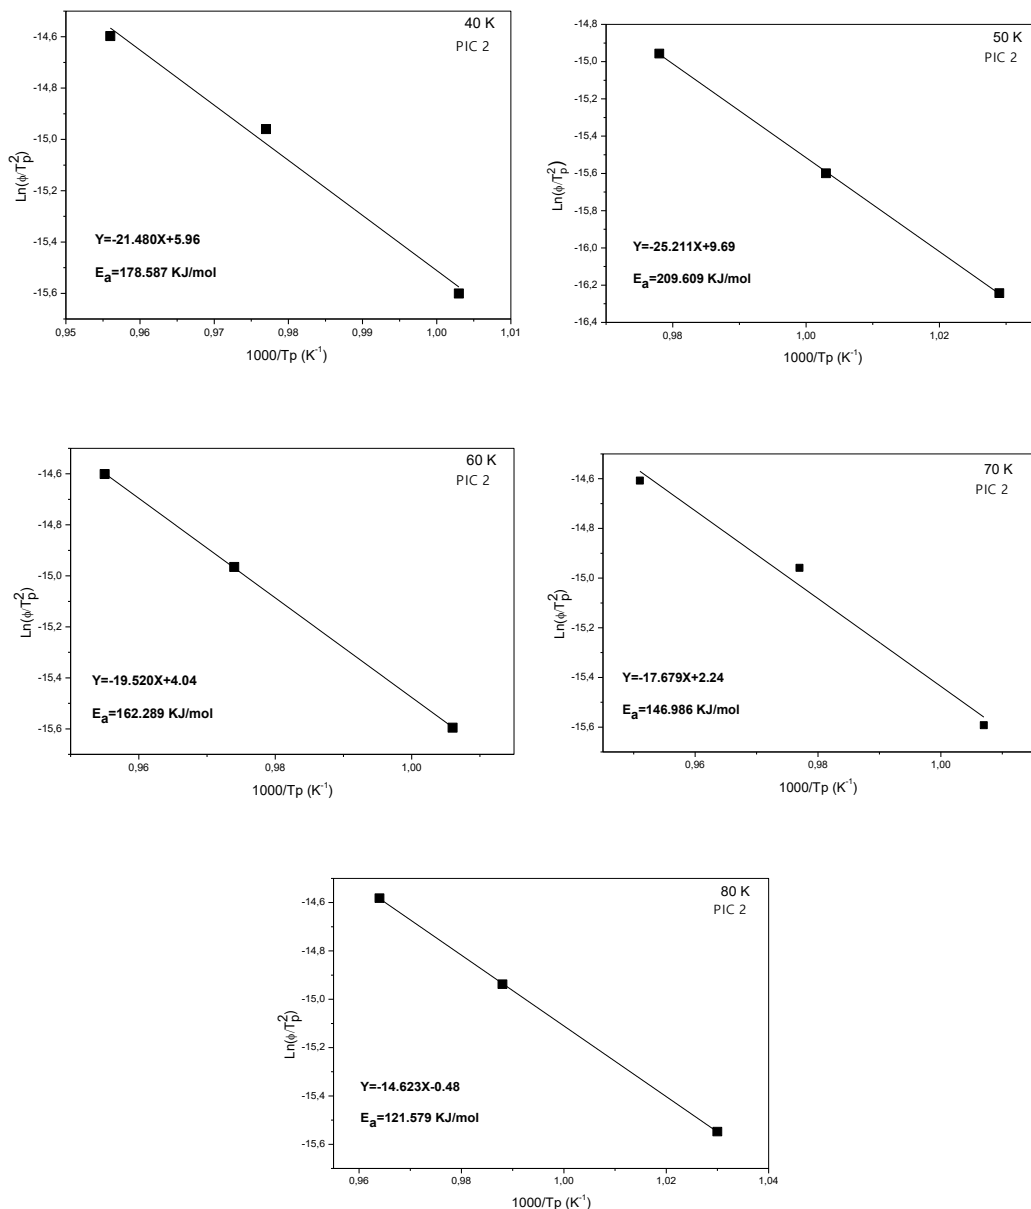 40 K
PIC 2
-14,6
-14,8
-15,0
-15,2
-15,4
-15,6
Ln(ϕ/Tp²)
Y=-21.480X+5.96
Ea=178.587 KJ/mol
0,95 0,96 0,97 0,98 0,99 1,00 1,01
1000/Tp (K⁻¹)
50 K
PIC 2
-14,8
-15,0
-15,2
-15,4
-15,6
-15,8
-16,0
-16,2
-16,4
Ln(ϕ/Tp²)
Y=-25.211X+9.69
Ea=209.609 KJ/mol
0,98 1,00 1,02
1000/Tp (K⁻¹)
60 K
PIC 2
-14,6
-14,8
-15,0
-15,2
-15,4
-15,6
Ln(ϕ/Tp²)
Y=-19.520X+4.04
Ea=162.289 KJ/mol
0,96 0,98 1,00
1000/Tp (K⁻¹)
70 K
PIC 2
-14,6
-14,8
-15,0
-15,2
-15,4
-15,6
Ln(ϕ/Tp²)
Y=-17.679X+2.24
Ea=146.986 KJ/mol
0,96 0,98 1,00
1000/Tp (K⁻¹)
80 K
PIC 2
-14,6
-14,8
-15,0
-15,2
-15,4
-15,6
Ln(ϕ/Tp²)
Y=-14.623X-0.48
Ea=121.579 KJ/mol
0,96 0,98 1,00 1,02 1,04
1000/Tp (K⁻¹)